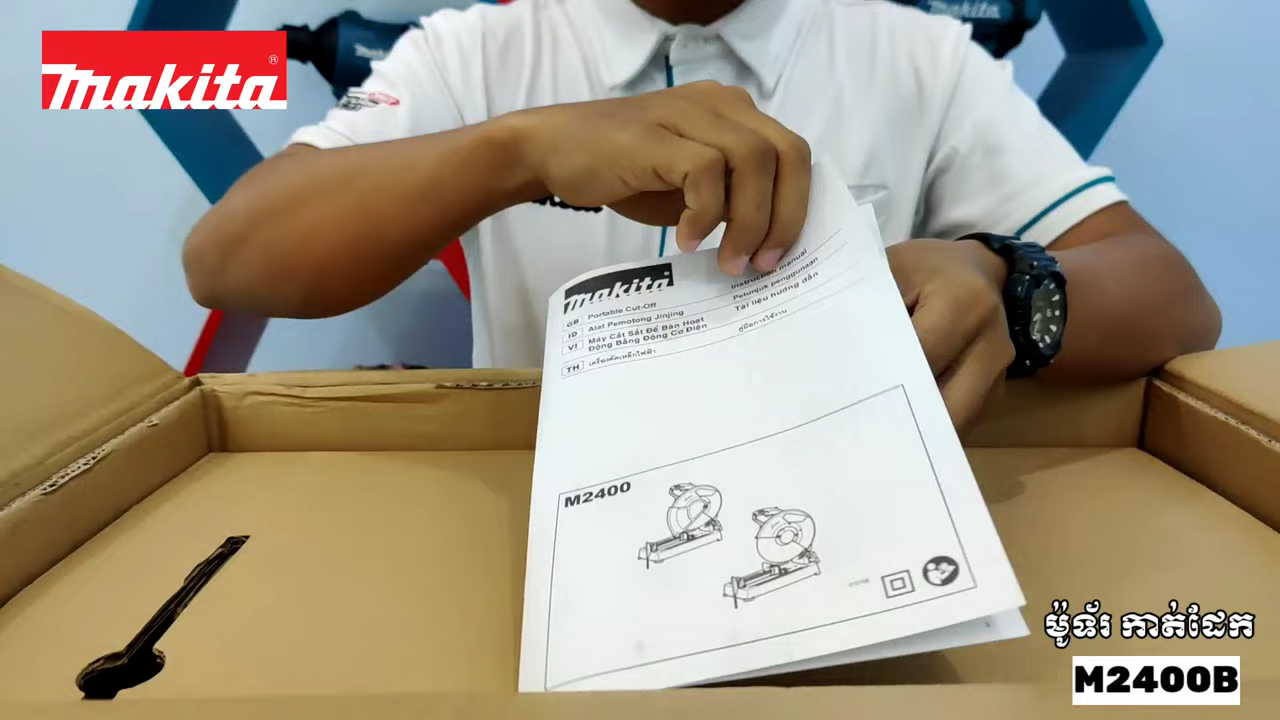 makita®
Makita
Makita
makita
GB Portable Cut-Off Instruction manual
ID Alat Pemotong Jinjing Petunjuk penggunaan
VI Máy Cắt Sắt Để Bàn Hoạt Động Bằng Động Cơ Điện Tài liệu hướng dẫn
TH เครื่องตัดเหล็กไฟฟ้า คู่มือการใช้งาน
M2400
ម៉ូទ័រ កាត់ដែក
M2400B